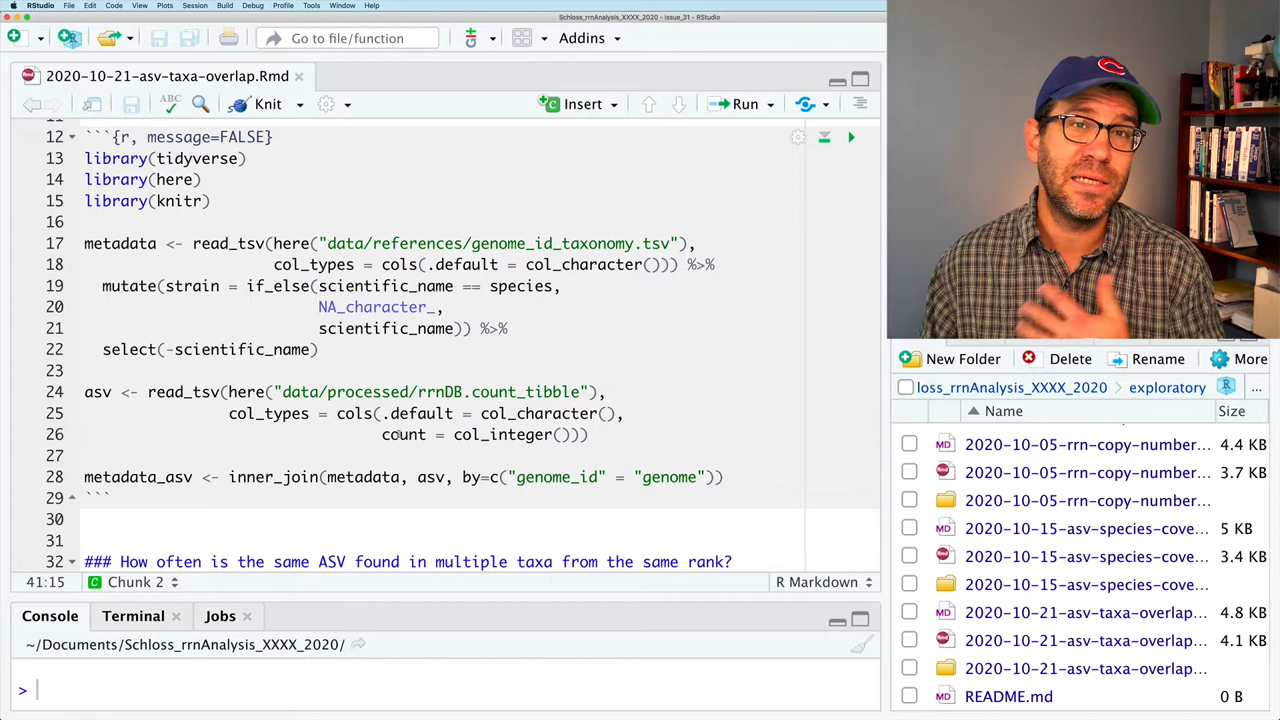 RStudio File Edit Code View Plots Session Build Debug Profile Tools Window Help
Schloss_rrnAnalysis_XXXX_2020 - issue_31 - RStudio
Go to file/function
Addins
2020-10-21-asv-taxa-overlap.Rmd
ABC
Knit
Insert
Run
12 ```{r, message=FALSE}
13 library(tidyverse)
14 library(here)
15 library(knitr)
16
17 metadata <- read_tsv(here("data/references/genome_id_taxonomy.tsv"),
18 col_types = cols(.default = col_character())) %>%
19 mutate(strain = if_else(scientific_name == species,
20 NA_character_,
21 scientific_name)) %>%
22 select(-scientific_name)
23
24 asv <- read_tsv(here("data/processed/rrnDB.count_tibble"),
25 col_types = cols(.default = col_character(),
26 count = col_integer()))
27
28 metadata_asv <- inner_join(metadata, asv, by=c("genome_id" = "genome"))
29 ```
30
31
32 ### How often is the same ASV found in multiple taxa from the same rank?
41:15 Chunk 2 R Markdown
Console Terminal Jobs
~/Documents/Schloss_rrnAnalysis_XXXX_2020/
>
New Folder Delete Rename More
loss_rrnAnalysis_XXXX_2020 exploratory ...
Name Size
2020-10-05-rrn-copy-number... 4.4 KB
2020-10-05-rrn-copy-number... 3.7 KB
2020-10-05-rrn-copy-number...
2020-10-15-asv-species-cove... 5 KB
2020-10-15-asv-species-cove... 3.4 KB
2020-10-15-asv-species-cove...
2020-10-21-asv-taxa-overlap... 4.8 KB
2020-10-21-asv-taxa-overlap... 4.1 KB
2020-10-21-asv-taxa-overlap...
README.md 0 B